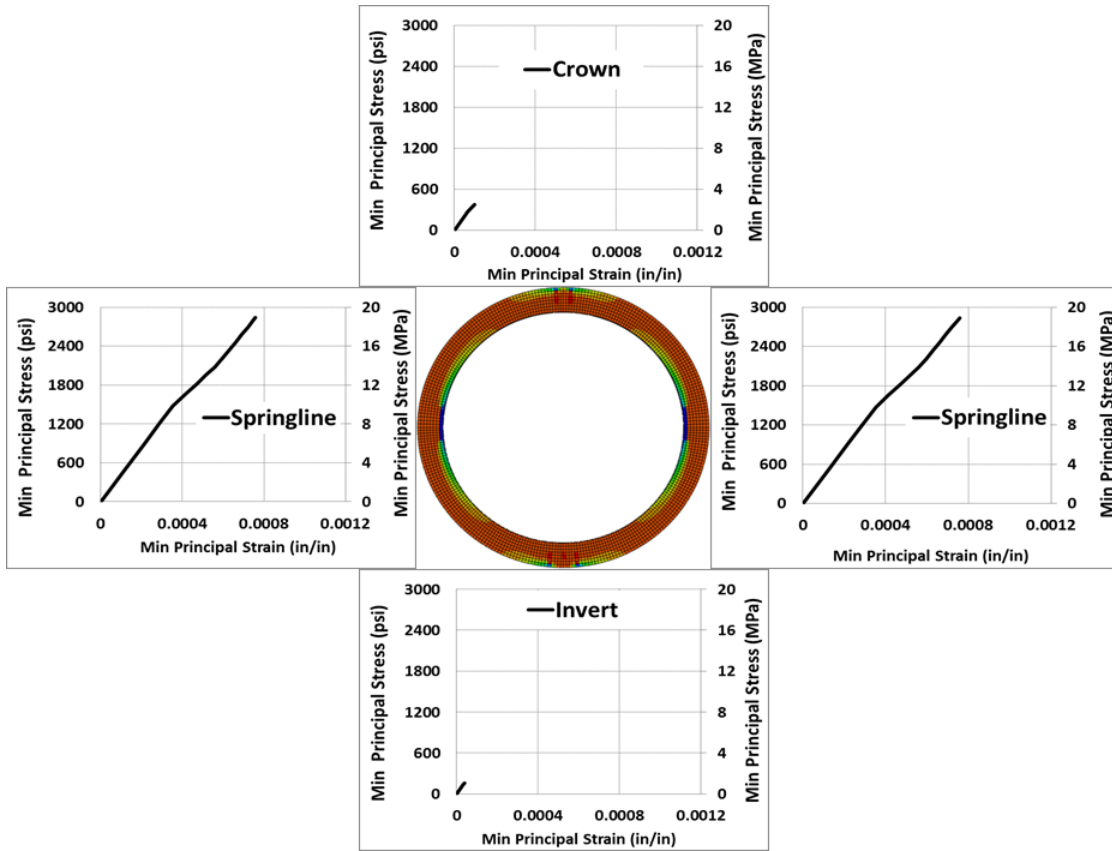 Min Principal Stress (psi)
3000
2400
1800
1200
600
0
Crown
20
16
12
8
4
0
Min Principal Stress (MPa)
0 0.0004 0.0008 0.0012
Min Principal Strain (in/in)
Min Principal Stress (psi)
3000
2400
1800
1200
600
0
Springline
20
16
12
8
4
0
Min Principal Stress (MPa)
0 0.0004 0.0008 0.0012
Min Principal Strain (in/in)
Min Principal Stress (psi)
3000
2400
1800
1200
600
0
Springline
20
16
12
8
4
0
Min Principal Stress (MPa)
0 0.0004 0.0008 0.0012
Min Principal Strain (in/in)
Min Principal Stress (psi)
3000
2400
1800
1200
600
0
Invert
20
16
12
8
4
0
Min Principal Stress (MPa)
0 0.0004 0.0008 0.0012
Min Principal Strain (in/in)